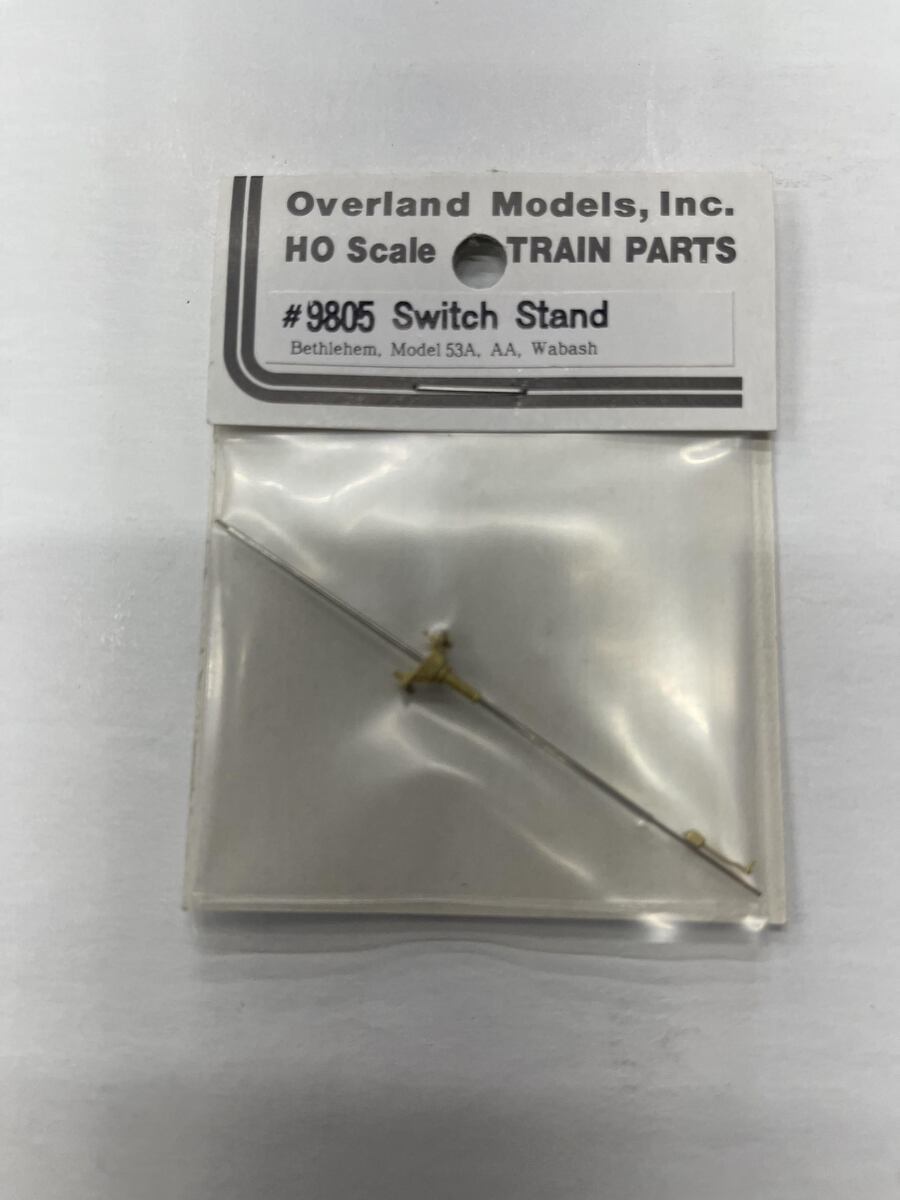 Overland Models, Inc.
HO Scale TRAIN PARTS
#9805 Switch Stand
Bethlehem, Model 53A, AA, Wabash